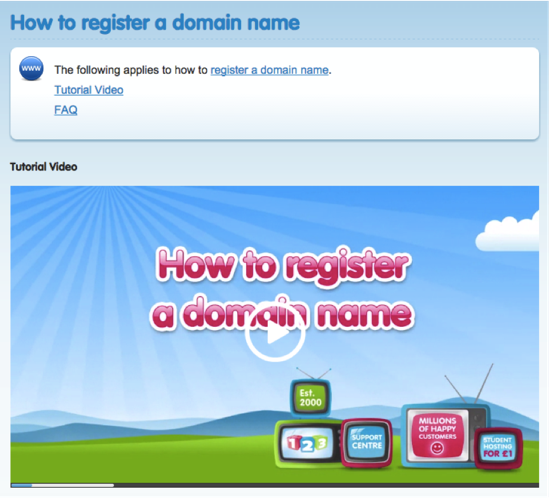 How to register a domain name
www
The following applies to how to register a domain name.
Tutorial Video
FAQ
Tutorial Video
How to register
a domain name
Est.
2000
123
SUPPORT
CENTRE
MILLIONS
OF HAPPY
CUSTOMERS
STUDENT
HOSTING
FOR £1